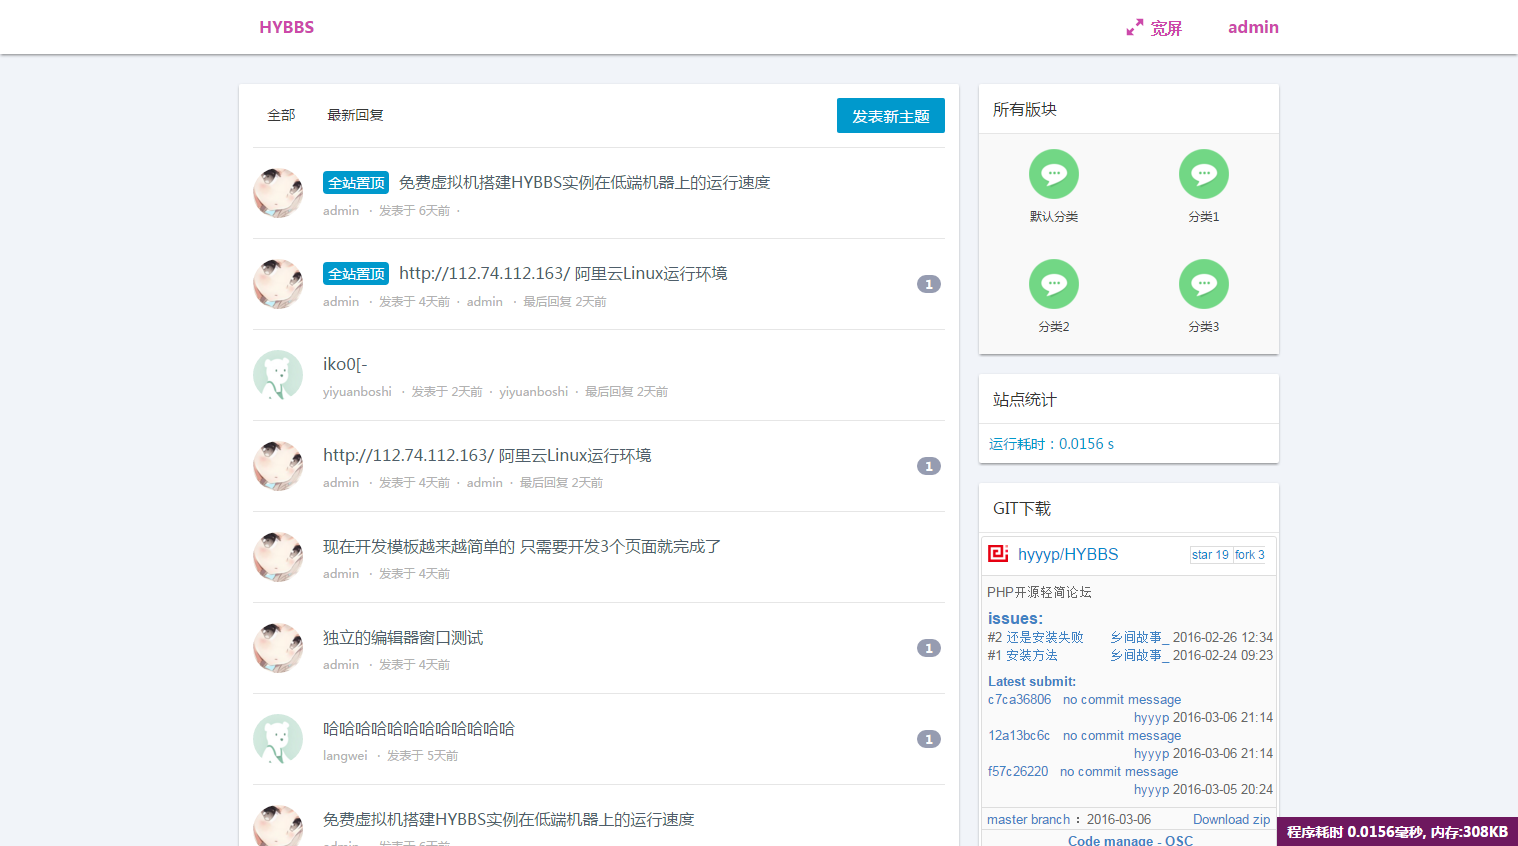 HYBBS
宽屏
admin
全部
最新回复
发表新主题
全站置顶 免费虚拟机搭建HYBBS实例在低端机器上的运行速度
admin · 发表于 6天前 ·
全站置顶 http://112.74.112.163/ 阿里云Linux运行环境
1
admin · 发表于 4天前 · admin · 最后回复 2天前
iko0[-
yiyuanboshi · 发表于 2天前 · yiyuanboshi · 最后回复 2天前
http://112.74.112.163/ 阿里云Linux运行环境
1
admin · 发表于 4天前 · admin · 最后回复 2天前
现在开发模板越来越简单的 只需要开发3个页面就完成了
admin · 发表于 4天前
独立的编辑器窗口测试
1
admin · 发表于 4天前
哈哈哈哈哈哈哈哈哈哈哈哈
1
langwei · 发表于 5天前
免费虚拟机搭建HYBBS实例在低端机器上的运行速度
admin · 发表于 6天前
所有版块
默认分类
分类1
分类2
分类3
站点统计
运行耗时：0.0156 s
GIT下载
hyyyp/HYBBS
star 19
fork 3
PHP开源轻简论坛
issues:
#2 还是安装失败 乡间故事_ 2016-02-26 12:34
#1 安装方法 乡间故事_ 2016-02-24 09:23
Latest submit:
c7ca36806 no commit message
hyyyp 2016-03-06 21:14
12a13bc6c no commit message
hyyyp 2016-03-06 21:14
f57c26220 no commit message
hyyyp 2016-03-05 20:24
master branch ： 2016-03-06 Download zip
Code manage - OSC
程序耗时 0.0156毫秒, 内存:308KB